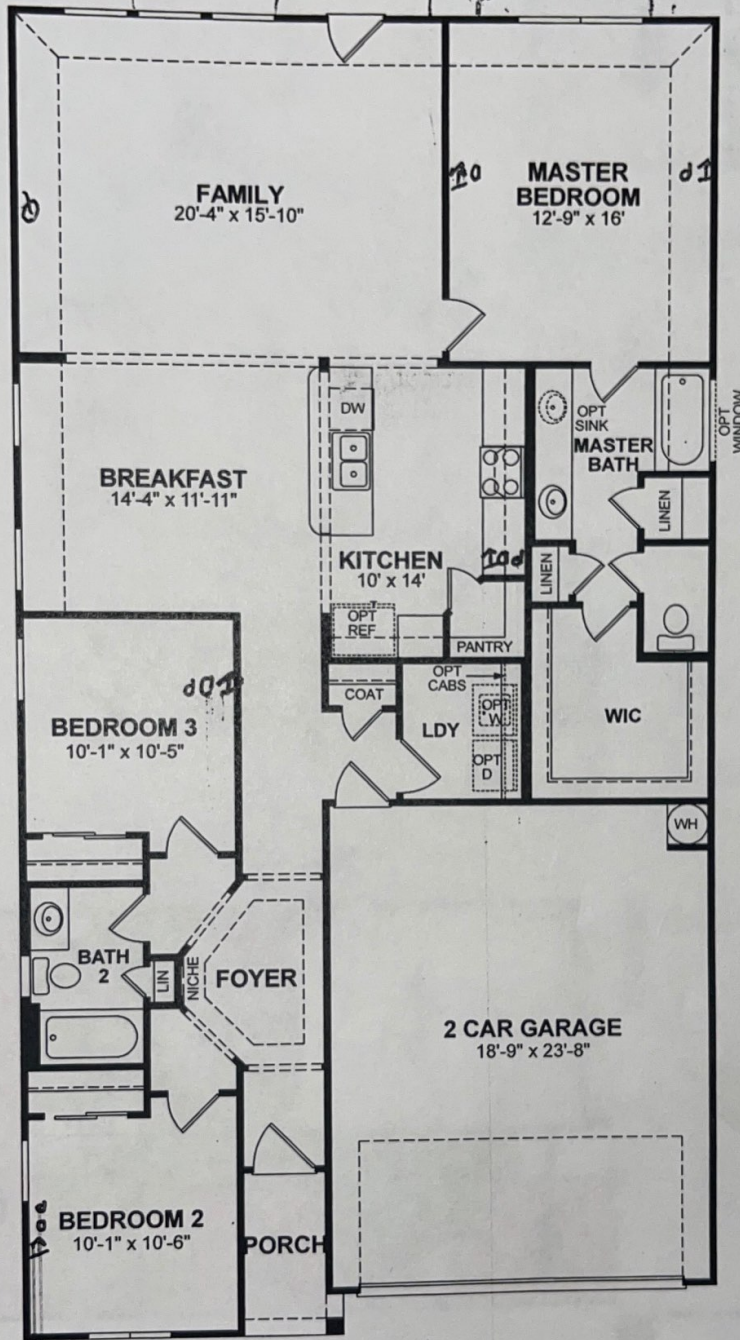 FAMILY
20'-4" x 15'-10"
MASTER
BEDROOM
12'-9" x 16'
DW
OPT
SINK
MASTER
BATH
OPT
WINDOW
LINEN
BREAKFAST
14'-4" x 11'-11"
KITCHEN
10' x 14'
LINEN
OPT
REF
PANTRY
OPT
CABS
COAT
LDY
OPT
W
OPT
D
WIC
BEDROOM 3
10'-1" x 10'-5"
WH
BATH
2
LIN
NICHE
FOYER
2 CAR GARAGE
18'-9" x 23'-8"
BEDROOM 2
10'-1" x 10'-6"
PORCH